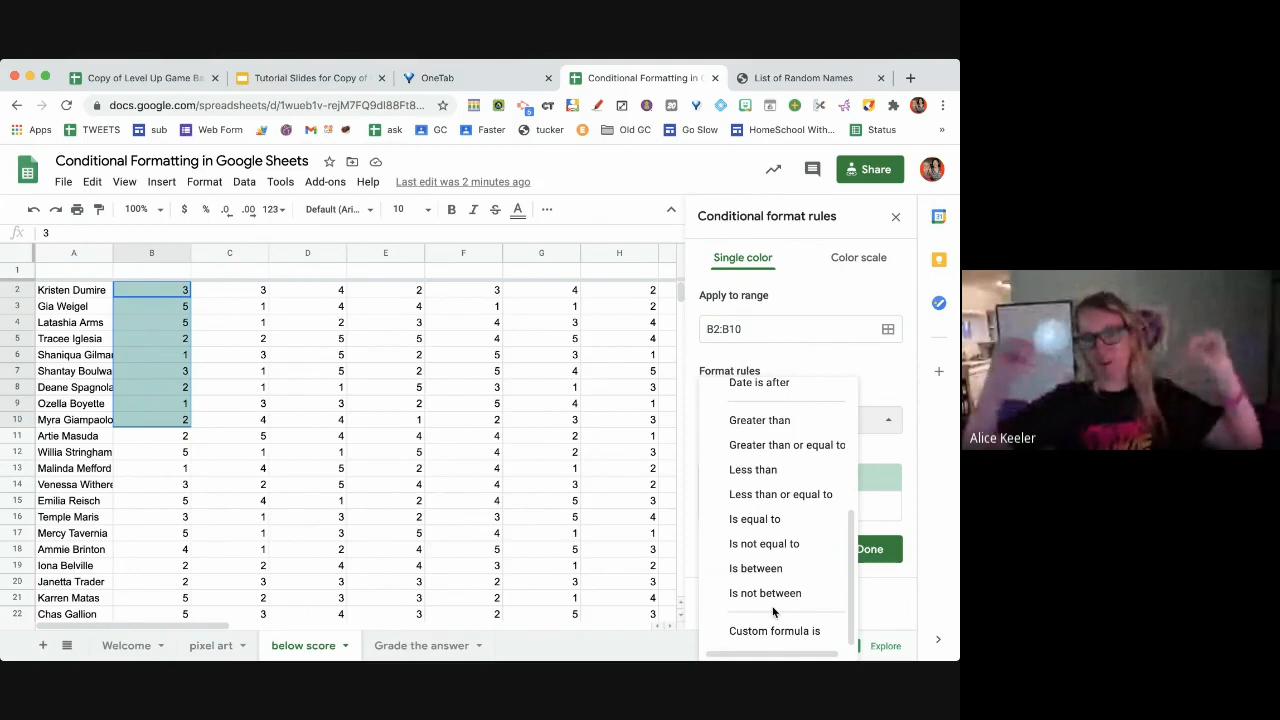 Copy of Level Up Game Ba
Tutorial Slides for Copy of
OneTab
Conditional Formatting in G
List of Random Names
docs.google.com/spreadsheets/d/1wueb1v-rejM7FQ9dI88Ft8...
Apps TWEETS sub Web Form ask GC Faster tucker Old GC Go Slow HomeSchool With... Status »
Conditional Formatting in Google Sheets
Share
File Edit View Insert Format Data Tools Add-ons Help Last edit was 2 minutes ago
100% $ % .0 .00 123 Default (Ari... 10 B I S A
fx 3
A B C D E F G H
1
2 Kristen Dumire 3 3 4 2 3 4 2
3 Gia Weigel 5 1 4 4 1 1 2
4 Latashia Arms 5 1 2 3 4 3 4
5 Tracee Iglesia 2 2 5 5 4 5 4
6 Shaniqua Gilmar 1 3 5 2 5 3 1
7 Shantay Boulwa 3 1 5 2 5 4 5
8 Deane Spagnola 2 1 1 5 3 1 3
9 Ozella Boyette 1 3 3 2 5 4 1
10 Myra Giampaolo 2 4 4 1 2 3 3
11 Artie Masuda 2 5 4 4 4 2 1
12 Willia Stringham 5 1 1 5 4 2 3
13 Malinda Mefford 1 4 5 2 4 1 2
14 Venessa Withere 3 2 5 4 4 3 2
15 Emilia Reisch 5 4 1 2 4 5 3
16 Temple Maris 3 1 3 2 3 5 4
17 Mercy Tavernia 5 1 3 5 4 1 1
18 Ammie Brinton 4 1 2 4 5 5 3
19 Iona Belville 2 2 4 4 3 1 2
20 Janetta Trader 2 3 3 3 2 3 3
21 Karren Matas 5 2 3 2 2 1 4
22 Chas Gallion 5 3 4 3 2 5 3
Welcome pixel art below score Grade the answer
Explore
Conditional format rules
Single color Color scale
Apply to range
B2:B10
Format rules
Date is after
Greater than
Greater than or equal to
Less than
Less than or equal to
Is equal to
Is not equal to
Is between
Is not between
Custom formula is
Done
Alice Keeler